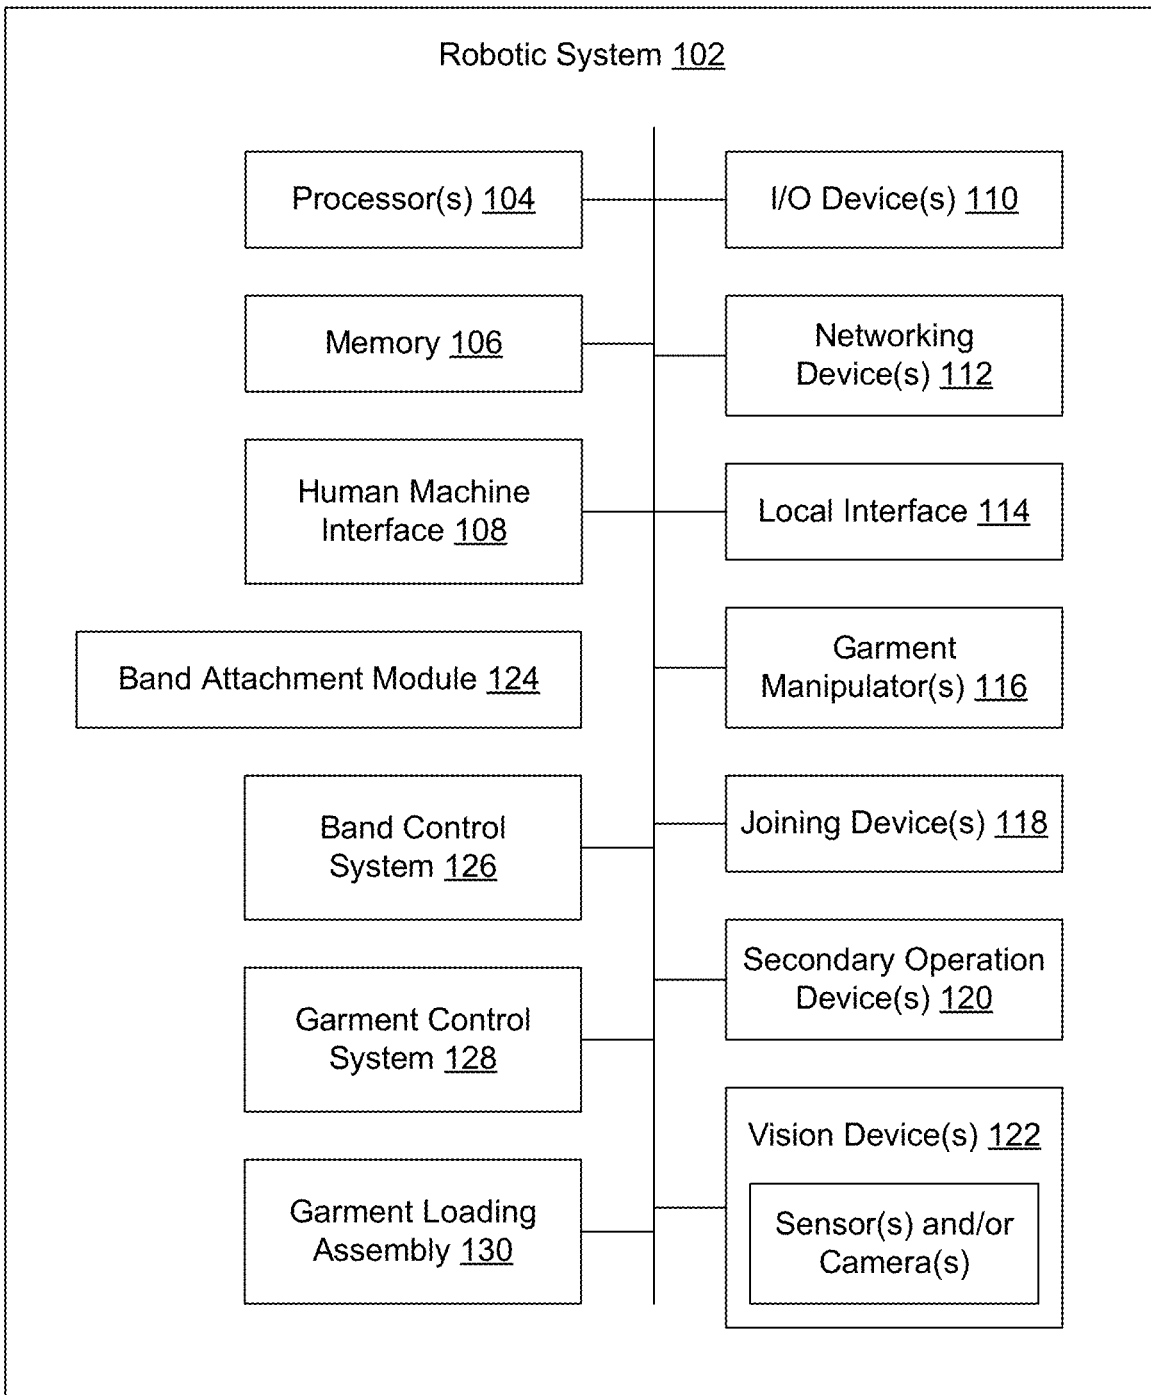 Robotic System 102
Processor(s) 104
I/O Device(s) 110
Memory 106
Networking
Device(s) 112
Human Machine
Interface 108
Local Interface 114
Band Attachment Module 124
Garment
Manipulator(s) 116
Band Control
System 126
Joining Device(s) 118
Garment Control
System 128
Secondary Operation
Device(s) 120
Garment Loading
Assembly 130
Vision Device(s) 122
Sensor(s) and/or
Camera(s)